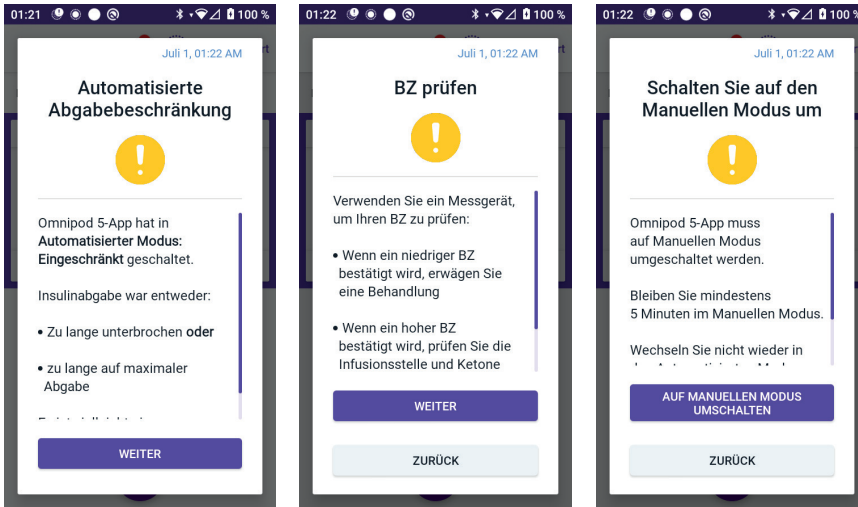 01:21
100 %
Juli 1, 01:22 AM
Automatisierte
Abgabebeschränkung
Omnipod 5-App hat in
Automatisierter Modus:
Eingeschränkt geschaltet.
Insulinabgabe war entweder:
• Zu lange unterbrochen oder
• zu lange auf maximaler
Abgabe
WEITER
01:22
100 %
Juli 1, 01:22 AM
BZ prüfen
Verwenden Sie ein Messgerät,
um Ihren BZ zu prüfen:
• Wenn ein niedriger BZ
bestätigt wird, erwägen Sie
eine Behandlung
• Wenn ein hoher BZ
bestätigt wird, prüfen Sie die
Infusionsstelle und Ketone
WEITER
ZURÜCK
01:22
100 %
Juli 1, 01:22 AM
Schalten Sie auf den
Manuellen Modus um
Omnipod 5-App muss
auf Manuellen Modus
umgeschaltet werden.
Bleiben Sie mindestens
5 Minuten im Manuellen Modus.
Wechseln Sie nicht wieder in
AUF MANUELLEN MODUS
UMSCHALTEN
ZURÜCK